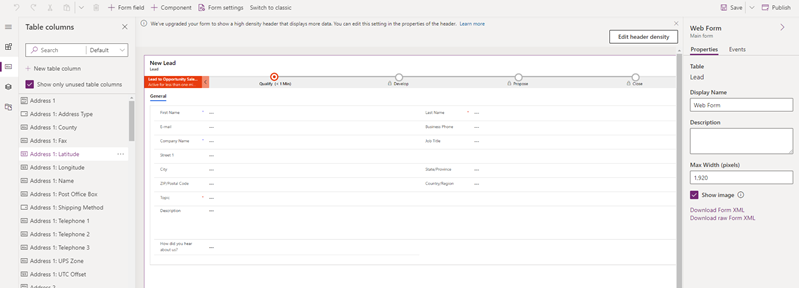 + Form field + Component Form settings Switch to classic Save Publish
Table columns
Search Default
+ New table column
Show only unused table columns
Address 1
Address 1: Address Type
Address 1: County
Address 1: Fax
Address 1: Latitude ...
Address 1: Longitude
Address 1: Name
Address 1: Post Office Box
Address 1: Shipping Method
Address 1: Telephone 1
Address 1: Telephone 2
Address 1: Telephone 3
Address 1: UPS Zone
Address 1: UTC Offset
We've upgraded your form to show a high density header that displays more data. You can edit this setting in the properties of the header. Learn more
Edit header density
New Lead
Lead
Lead to Opportunity Sale...
Active for less than one mi...
Qualify (< 1 Min)
Develop
Propose
Close
General
First Name * ---
Last Name * ---
E-mail ---
Business Phone ---
Company Name * ---
Job Title ---
Street 1 ---
City ---
State/Province ---
ZIP/Postal Code ---
Country/Region ---
Topic * ---
Description ---
How did you hear
about us? ---
Web Form
Main form
Properties Events
Table
Lead
Display Name
Web Form
Description
Max Width (pixels)
1,920
Show image
Download Form XML
Download raw Form XML